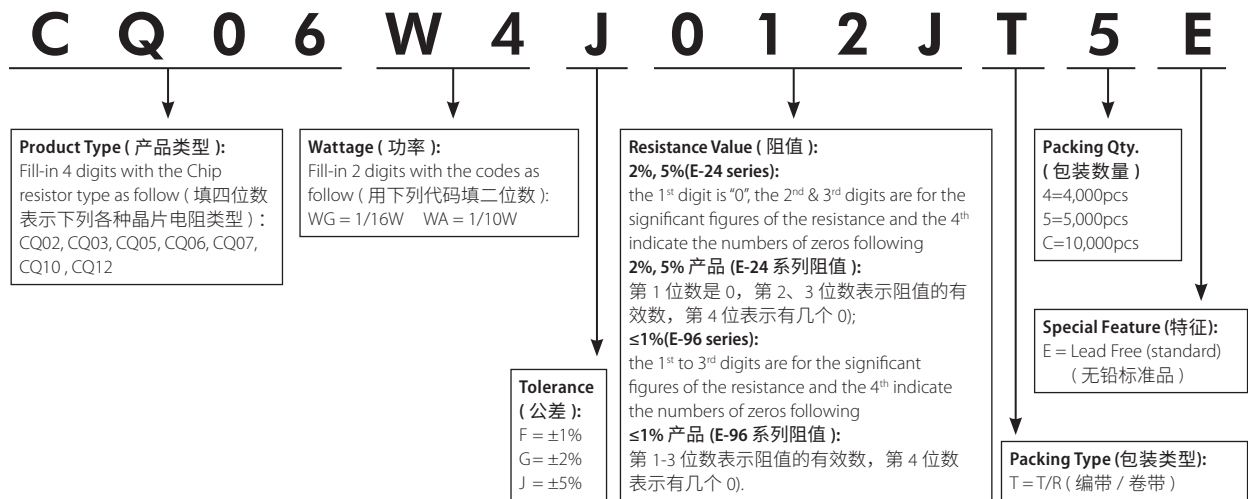 C Q 0 6 W 4 J 0 1 2 J T 5 E
Product Type ( 产品类型 ):
Fill-in 4 digits with the Chip
resistor type as follow ( 填四位数
表示下列各种晶片电阻类型 ) :
CQ02, CQ03, CQ05, CQ06, CQ07,
CQ10 , CQ12
Wattage ( 功率 ):
Fill-in 2 digits with the codes as
follow ( 用下列代码填二位数 ):
WG = 1/16W WA = 1/10W
Tolerance
( 公差 ):
F = ±1%
G= ±2%
J = ±5%
Resistance Value ( 阻值 ):
2%, 5%(E-24 series):
the 1st digit is “0”, the 2nd & 3rd digits are for the
significant figures of the resistance and the 4th
indicate the numbers of zeros following
2%, 5% 产品 (E-24 系列阻值 ):
第 1 位数是 0，第 2、3 位数表示阻值的有
效数，第 4 位表示有几个 0);
≤1%(E-96 series):
the 1st to 3rd digits are for the significant
figures of the resistance and the 4th indicate
the numbers of zeros following
≤1% 产品 (E-96 系列阻值 ):
第 1-3 位数表示阻值的有效数，第 4 位数
表示有几个 0).
Packing Qty.
( 包装数量 )
4=4,000pcs
5=5,000pcs
C=10,000pcs
Special Feature (特征):
E = Lead Free (standard)
( 无铅标准品 )
Packing Type (包装类型):
T = T/R ( 编带 / 卷带 )